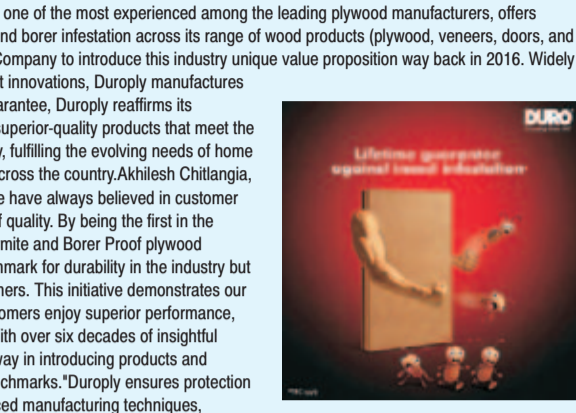 one of the most experienced among the leading plywood manufacturers, offers
nd borer infestation across its range of wood products (plywood, veneers, doors, and
Company to introduce this industry unique value proposition way back in 2016. Widely
t innovations, Duroply manufactures
arantee, Duroply reaffirms its
superior-quality products that meet the
y, fulfilling the evolving needs of home
cross the country.Akhilesh Chitlangia,
e have always believed in customer
f quality. By being the first in the
mite and Borer Proof plywood
hmark for durability in the industry but
mers. This initiative demonstrates our
tomers enjoy superior performance,
ith over six decades of insightful
way in introducing products and
chmarks."Duroply ensures protection
ced manufacturing techniques,
DURO
Lifetime guarantee
against insect infestation*